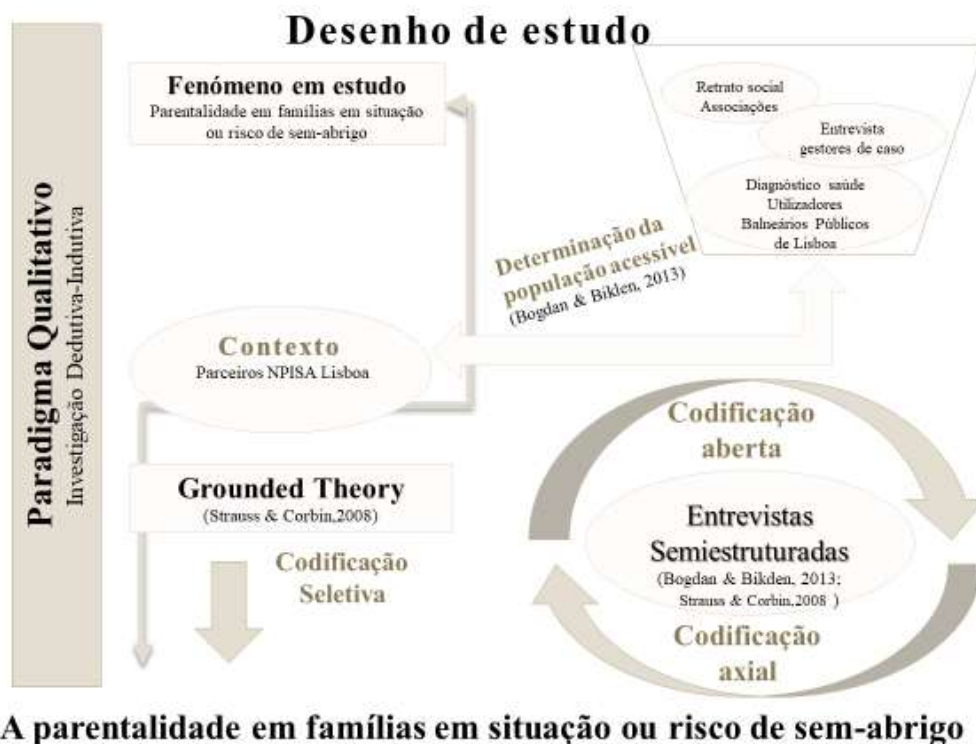 Desenho de estudo
Paradigma Qualitativo
Investigação Dedutiva-Indutiva
Fenómeno em estudo
Parentalidade em famílias em situação
ou risco de sem-abrigo
Retrato social
Associações
Entrevista
gestores de caso
Diagnóstico saúde
Utilizadores
Balneários Públicos
de Lisboa
Determinação da
população acessível
(Bogdan & Biklen, 2013)
Contexto
Parceiros NPISA Lisboa
Grounded Theory
(Strauss & Corbin,2008)
Codificação
Seletiva
Codificação
aberta
Entrevistas
Semiestruturadas
(Bogdan & Bikden, 2013;
Strauss & Corbin,2008 )
Codificação
axial
A parentalidade em famílias em situação ou risco de sem-abrigo